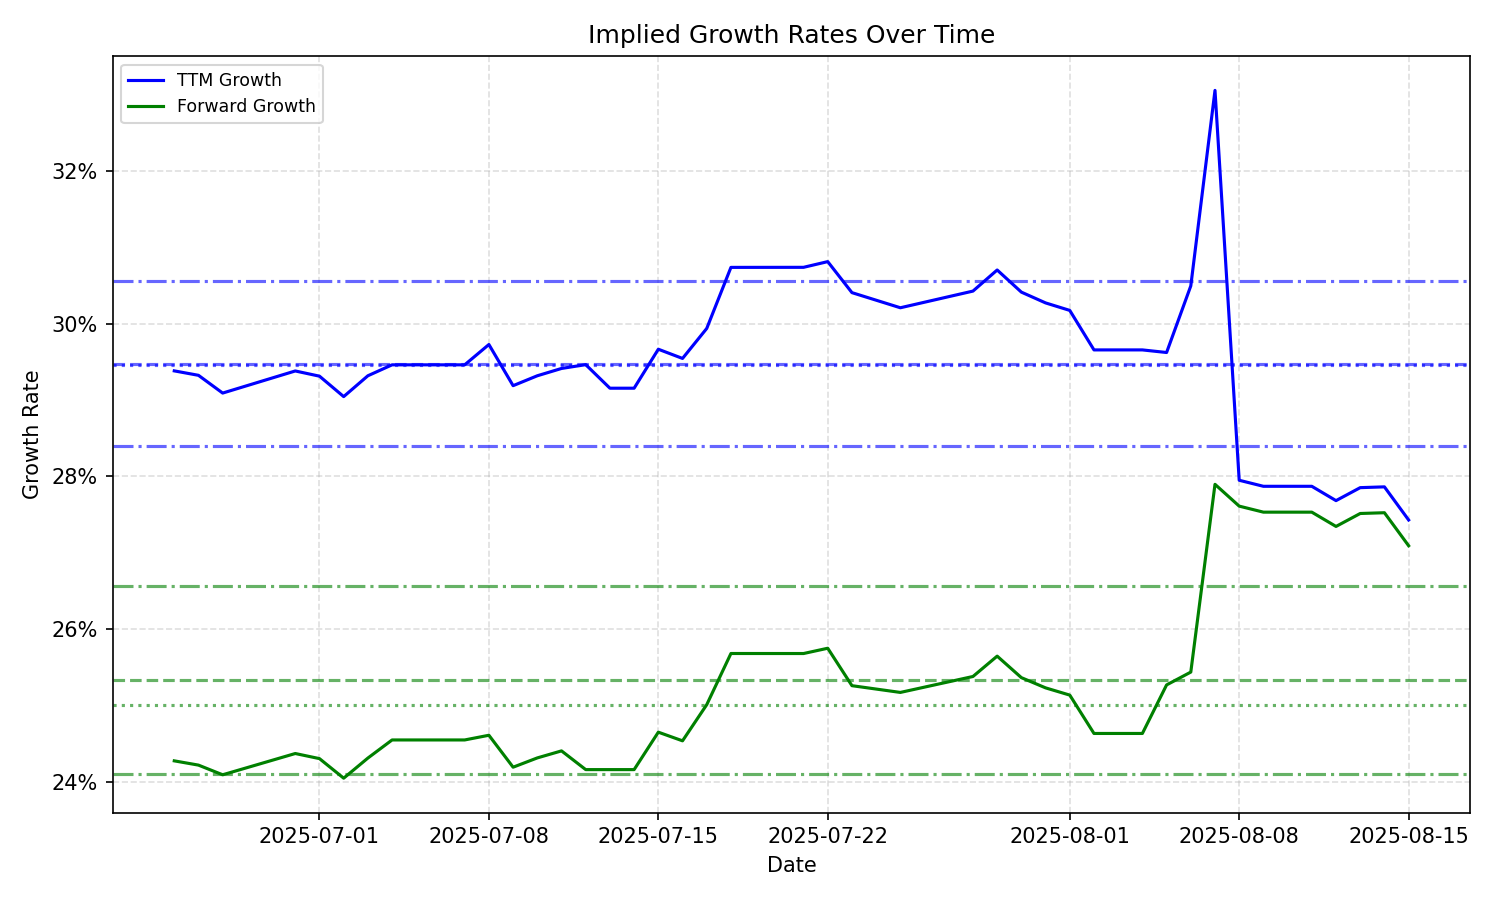 Implied Growth Rates Over Time
TTM Growth
Forward Growth
32%
30%
28%
26%
24%
Growth Rate
2025-07-01
2025-07-08
2025-07-15
2025-07-22
2025-08-01
2025-08-08
2025-08-15
Date